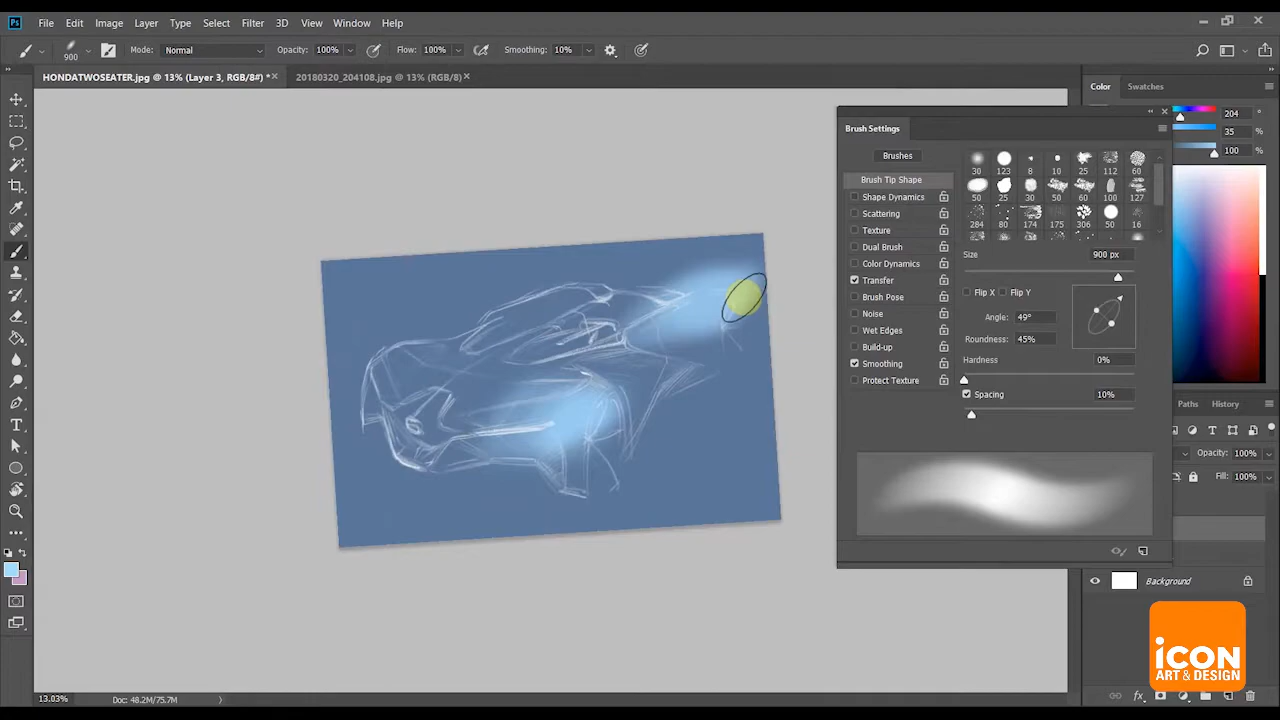 Ps File Edit Image Layer Type Select Filter 3D View Window Help
900 Mode: Normal Opacity: 100% Flow: 100% Smoothing: 10%
HONDATWOSEATER.jpg @ 13% (Layer 3, RGB/8#) * 20180320_204108.jpg @ 13% (RGB/8)
Color Swatches
204 °
35 %
100 %
Brush Settings
Brushes
Brush Tip Shape
Shape Dynamics
Scattering
Texture
Dual Brush
Color Dynamics
Transfer
Brush Pose
Noise
Wet Edges
Build-up
Smoothing
Protect Texture
30 123 8 10 25 112 60
50 25 30 50 60 100 127
284 80 174 175 306 50 16
Size 900 px
Flip X Flip Y
Angle: 49°
Roundness: 45%
Hardness 0%
Spacing 10%
Paths History
Opacity: 100%
Fill: 100%
Background
iCON
ART & DESIGN
13.03% Doc: 48.2M/75.7M